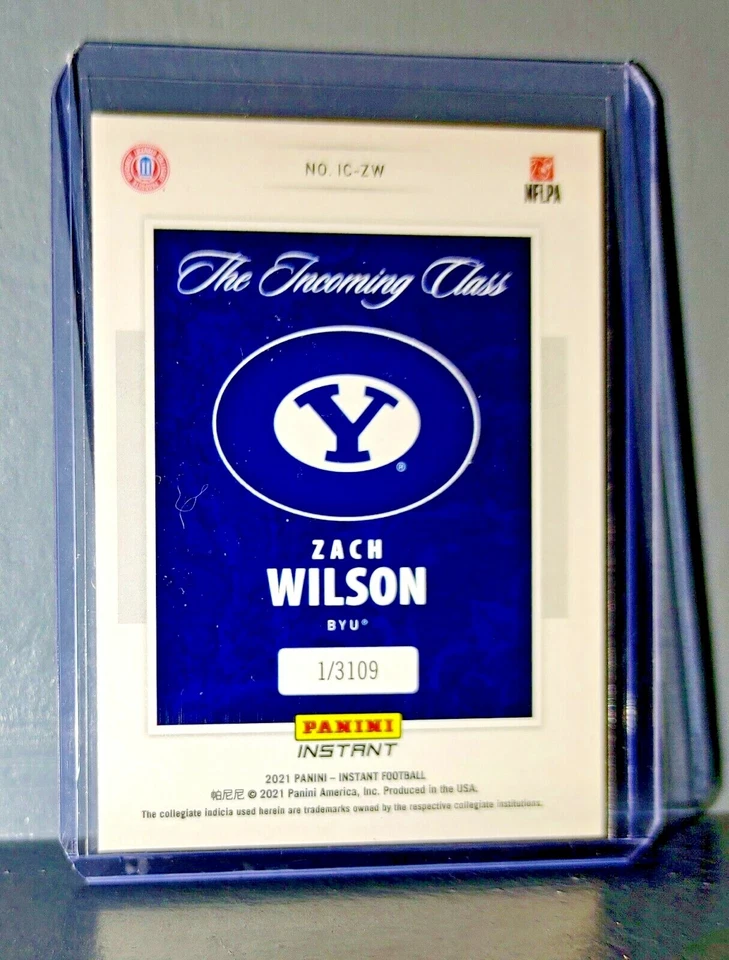 NO. IC-ZW
NFLPA
The Incoming Class
Y
®
ZACH
WILSON
BYU®
1/3109
PANINI
INSTANT
2021 PANINI – INSTANT FOOTBALL
帕尼尼 © 2021 Panini America, Inc. Produced in the USA.
The collegiate indicia used herein are trademarks owned by the respective collegiate institutions.